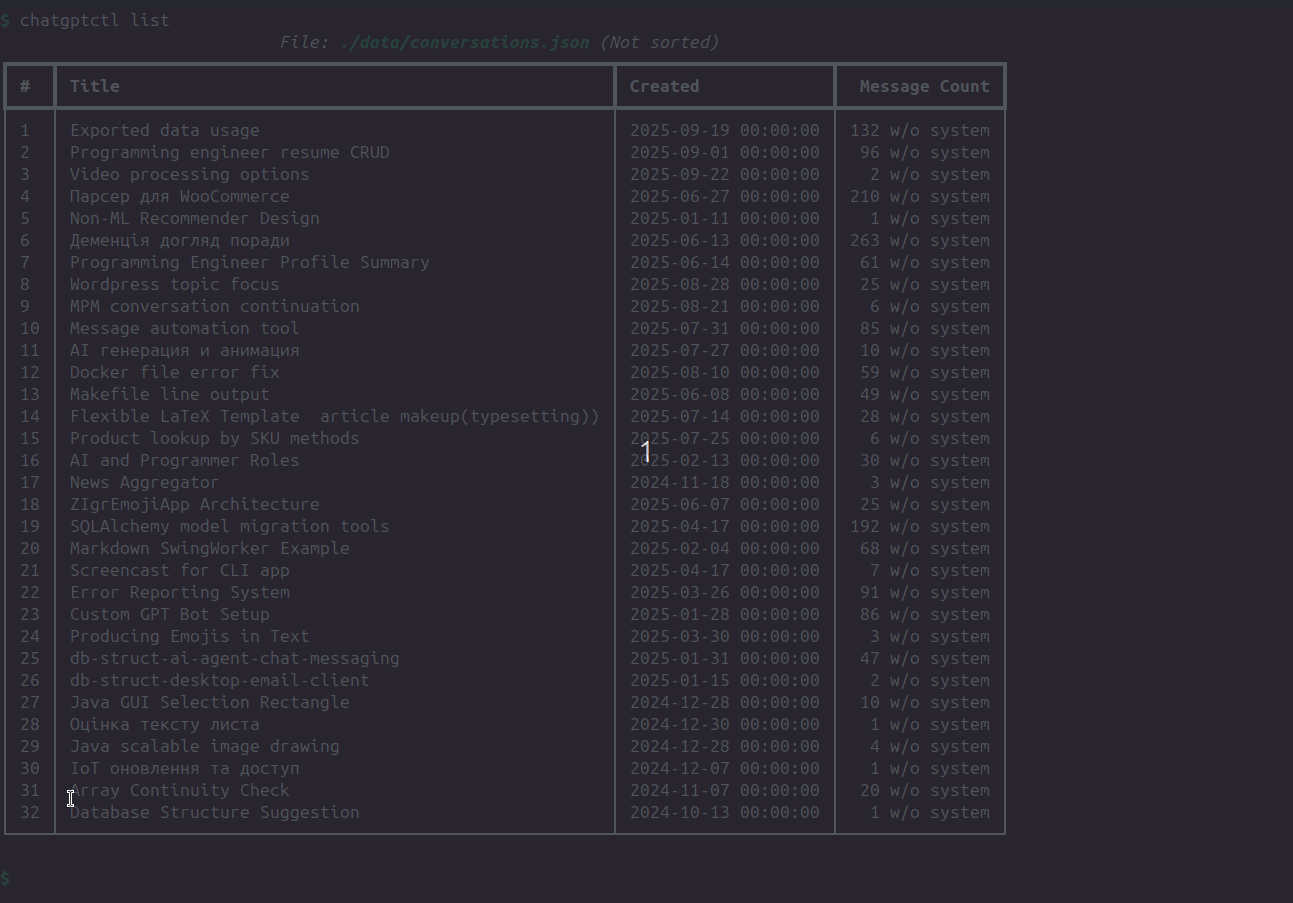 $ chatgptctl list
File: ./data/conversations.json (Not sorted)
# Title Created Message Count
1 Exported data usage 2025-09-19 00:00:00 132 w/o system
2 Programming engineer resume CRUD 2025-09-01 00:00:00 96 w/o system
3 Video processing options 2025-09-22 00:00:00 2 w/o system
4 Парсер для WooCommerce 2025-06-27 00:00:00 210 w/o system
5 Non-ML Recommender Design 2025-01-11 00:00:00 1 w/o system
6 Деменція догляд поради 2025-06-13 00:00:00 263 w/o system
7 Programming Engineer Profile Summary 2025-06-14 00:00:00 61 w/o system
8 Wordpress topic focus 2025-08-28 00:00:00 25 w/o system
9 MPM conversation continuation 2025-08-21 00:00:00 6 w/o system
10 Message automation tool 2025-07-31 00:00:00 85 w/o system
11 AI генерация и анимация 2025-07-27 00:00:00 10 w/o system
12 Docker file error fix 2025-08-10 00:00:00 59 w/o system
13 Makefile line output 2025-06-08 00:00:00 49 w/o system
14 Flexible LaTeX Template  article makeup(typesetting)) 2025-07-14 00:00:00 28 w/o system
15 Product lookup by SKU methods 2025-07-25 00:00:00 6 w/o system
1
16 AI and Programmer Roles 2025-02-13 00:00:00 30 w/o system
17 News Aggregator 2024-11-18 00:00:00 3 w/o system
18 ZIgrEmojiApp Architecture 2025-06-07 00:00:00 25 w/o system
19 SQLAlchemy model migration tools 2025-04-17 00:00:00 192 w/o system
20 Markdown SwingWorker Example 2025-02-04 00:00:00 68 w/o system
21 Screencast for CLI app 2025-04-17 00:00:00 7 w/o system
22 Error Reporting System 2025-03-26 00:00:00 91 w/o system
23 Custom GPT Bot Setup 2025-01-28 00:00:00 86 w/o system
24 Producing Emojis in Text 2025-03-30 00:00:00 3 w/o system
25 db-struct-ai-agent-chat-messaging 2025-01-31 00:00:00 47 w/o system
26 db-struct-desktop-email-client 2025-01-15 00:00:00 2 w/o system
27 Java GUI Selection Rectangle 2024-12-28 00:00:00 10 w/o system
28 Оцінка тексту листа 2024-12-30 00:00:00 1 w/o system
29 Java scalable image drawing 2024-12-28 00:00:00 4 w/o system
30 ІоТ оновлення та доступ 2024-12-07 00:00:00 1 w/o system
31 Array Continuity Check 2024-11-07 00:00:00 20 w/o system
32 Database Structure Suggestion 2024-10-13 00:00:00 1 w/o system
$